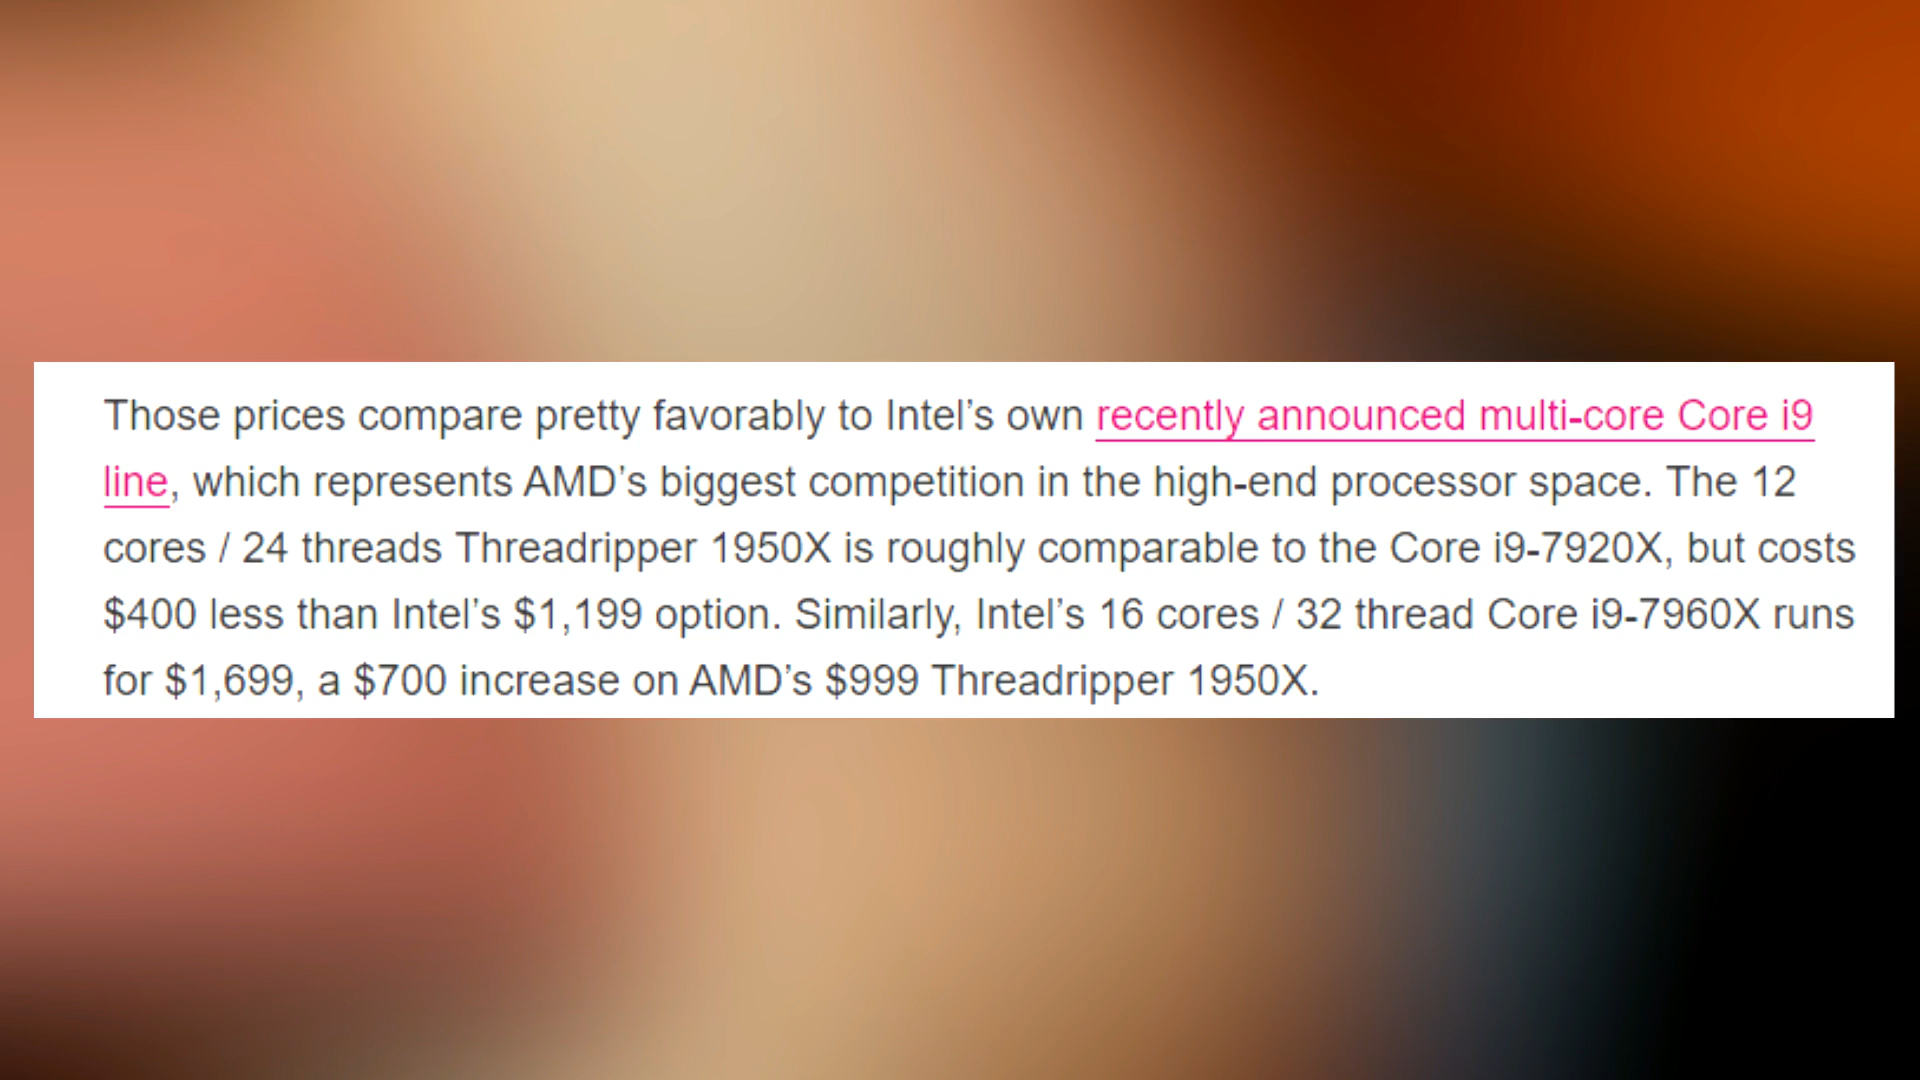 Those prices compare pretty favorably to Intel’s own recently announced multi-core Core i9
line, which represents AMD’s biggest competition in the high-end processor space. The 12
cores / 24 threads Threadripper 1950X is roughly comparable to the Core i9-7920X, but costs
$400 less than Intel’s $1,199 option. Similarly, Intel’s 16 cores / 32 thread Core i9-7960X runs
for $1,699, a $700 increase on AMD’s $999 Threadripper 1950X.